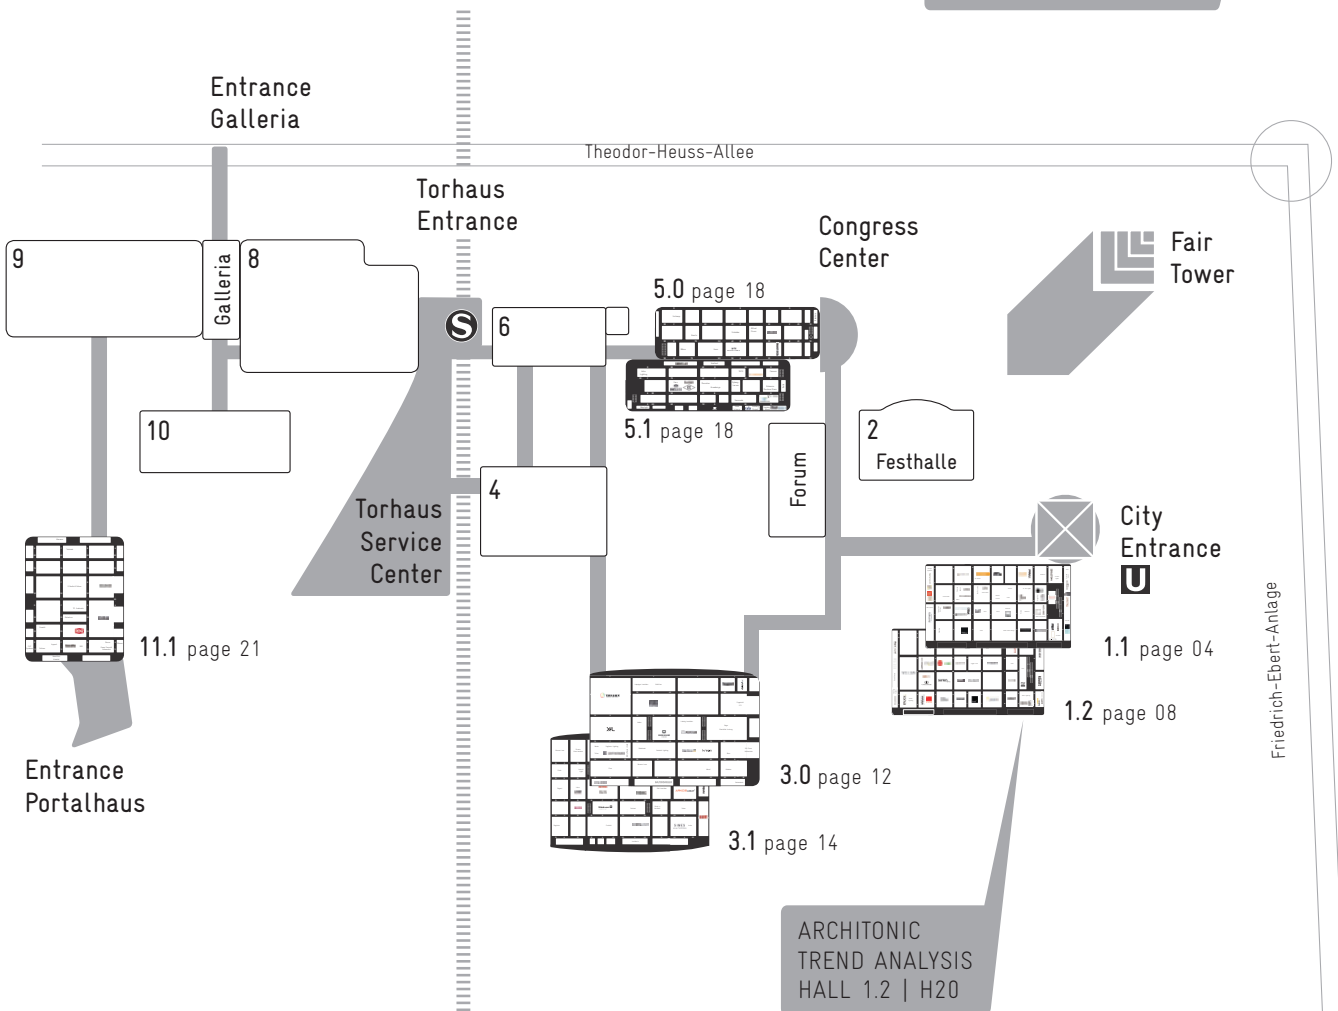 Entrance
Galleria
Theodor-Heuss-Allee
Torhaus
Entrance
Congress
Center
Fair
Tower
9
Galleria
8
S
6
5.0 page 18
5.1 page 18
10
2
Festhalle
Forum
4
Torhaus
Service
Center
City
Entrance
U
11.1 page 21
1.1 page 04
1.2 page 08
Friedrich-Ebert-Anlage
Entrance
Portalhaus
3.0 page 12
3.1 page 14
ARCHITONIC
TREND ANALYSIS
HALL 1.2 | H20